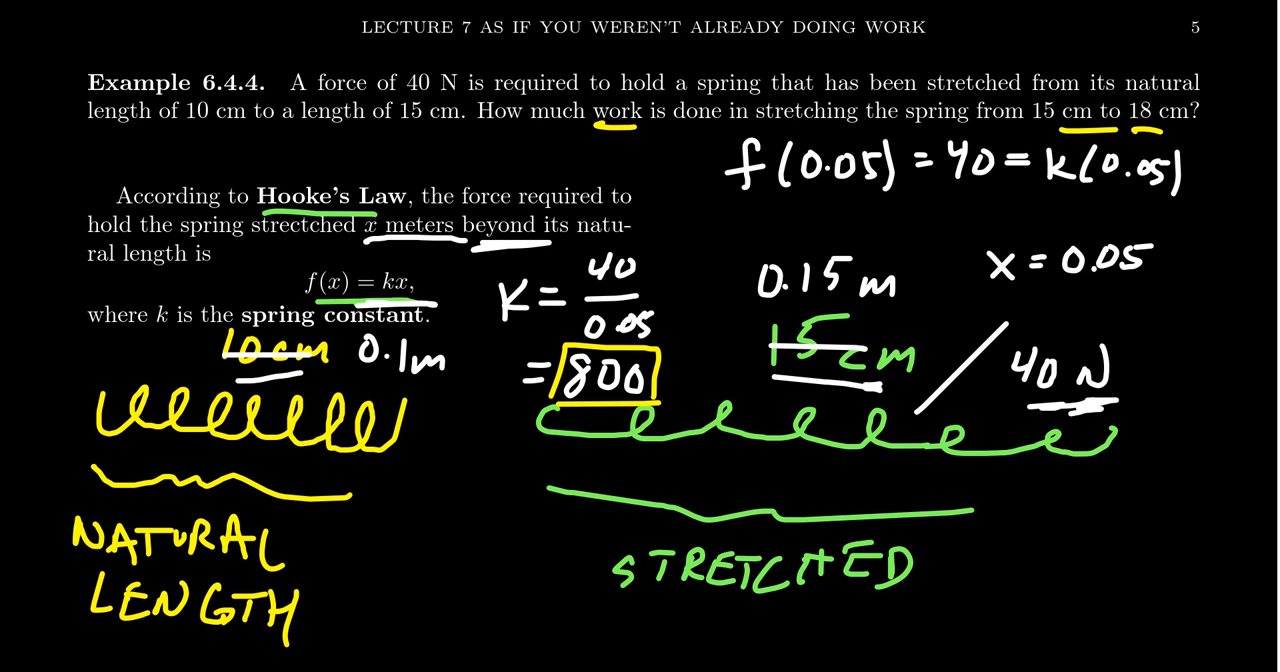 LECTURE 7 AS IF YOU WEREN'T ALREADY DOING WORK 5
Example 6.4.4. A force of 40 N is required to hold a spring that has been stretched from its natural
length of 10 cm to a length of 15 cm. How much work is done in stretching the spring from 15 cm to 18 cm?
f(0.05) = 40 = k(0.05)
According to Hooke's Law, the force required to
hold the spring strectched x meters beyond its natu-
ral length is
f(x) = kx,
where k is the spring constant.
K = 40/0.05
= 800
0.15 m
x = 0.05
10 cm 0.1m
15 cm
40 N
NATURAL
LENGTH
STRETCHED